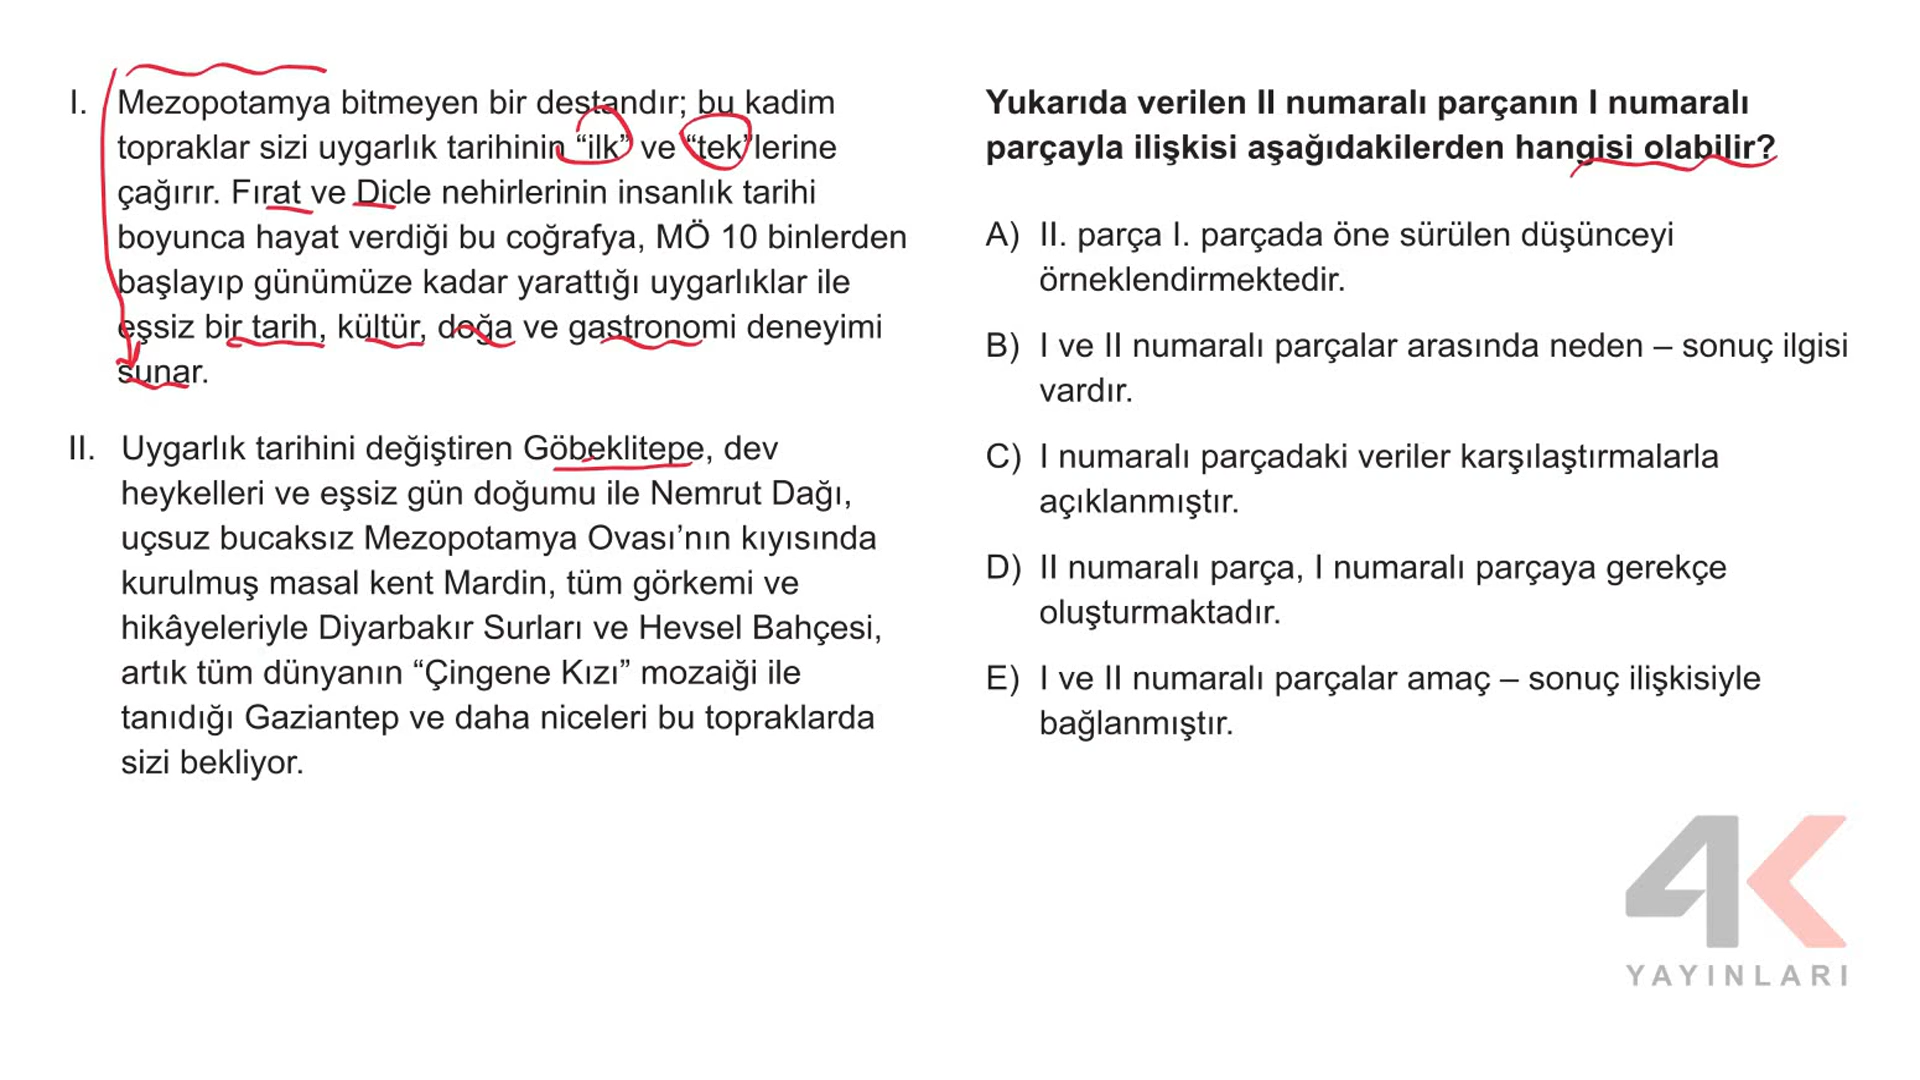 I. Mezopotamya bitmeyen bir destandır; bu kadim
topraklar sizi uygarlık tarihinin “ilk” ve “tek”lerine
çağırır. Fırat ve Dicle nehirlerinin insanlık tarihi
boyunca hayat verdiği bu coğrafya, MÖ 10 binlerden
başlayıp günümüze kadar yarattığı uygarlıklar ile
eşsiz bir tarih, kültür, doğa ve gastronomi deneyimi
sunar.
II. Uygarlık tarihini değiştiren Göbeklitepe, dev
heykelleri ve eşsiz gün doğumu ile Nemrut Dağı,
uçsuz bucaksız Mezopotamya Ovası’nın kıyısında
kurulmuş masal kent Mardin, tüm görkemi ve
hikâyeleriyle Diyarbakır Surları ve Hevsel Bahçesi,
artık tüm dünyanın “Çingene Kızı” mozaiği ile
tanıdığı Gaziantep ve daha niceleri bu topraklarda
sizi bekliyor.
Yukarıda verilen II numaralı parçanın I numaralı
parçayla ilişkisi aşağıdakilerden hangisi olabilir?
A) II. parça I. parçada öne sürülen düşünceyi
örneklendirmektedir.
B) I ve II numaralı parçalar arasında neden – sonuç ilgisi
vardır.
C) I numaralı parçadaki veriler karşılaştırmalarla
açıklanmıştır.
D) II numaralı parça, I numaralı parçaya gerekçe
oluşturmaktadır.
E) I ve II numaralı parçalar amaç – sonuç ilişkisiyle
bağlanmıştır.
4K
YAYINLARI